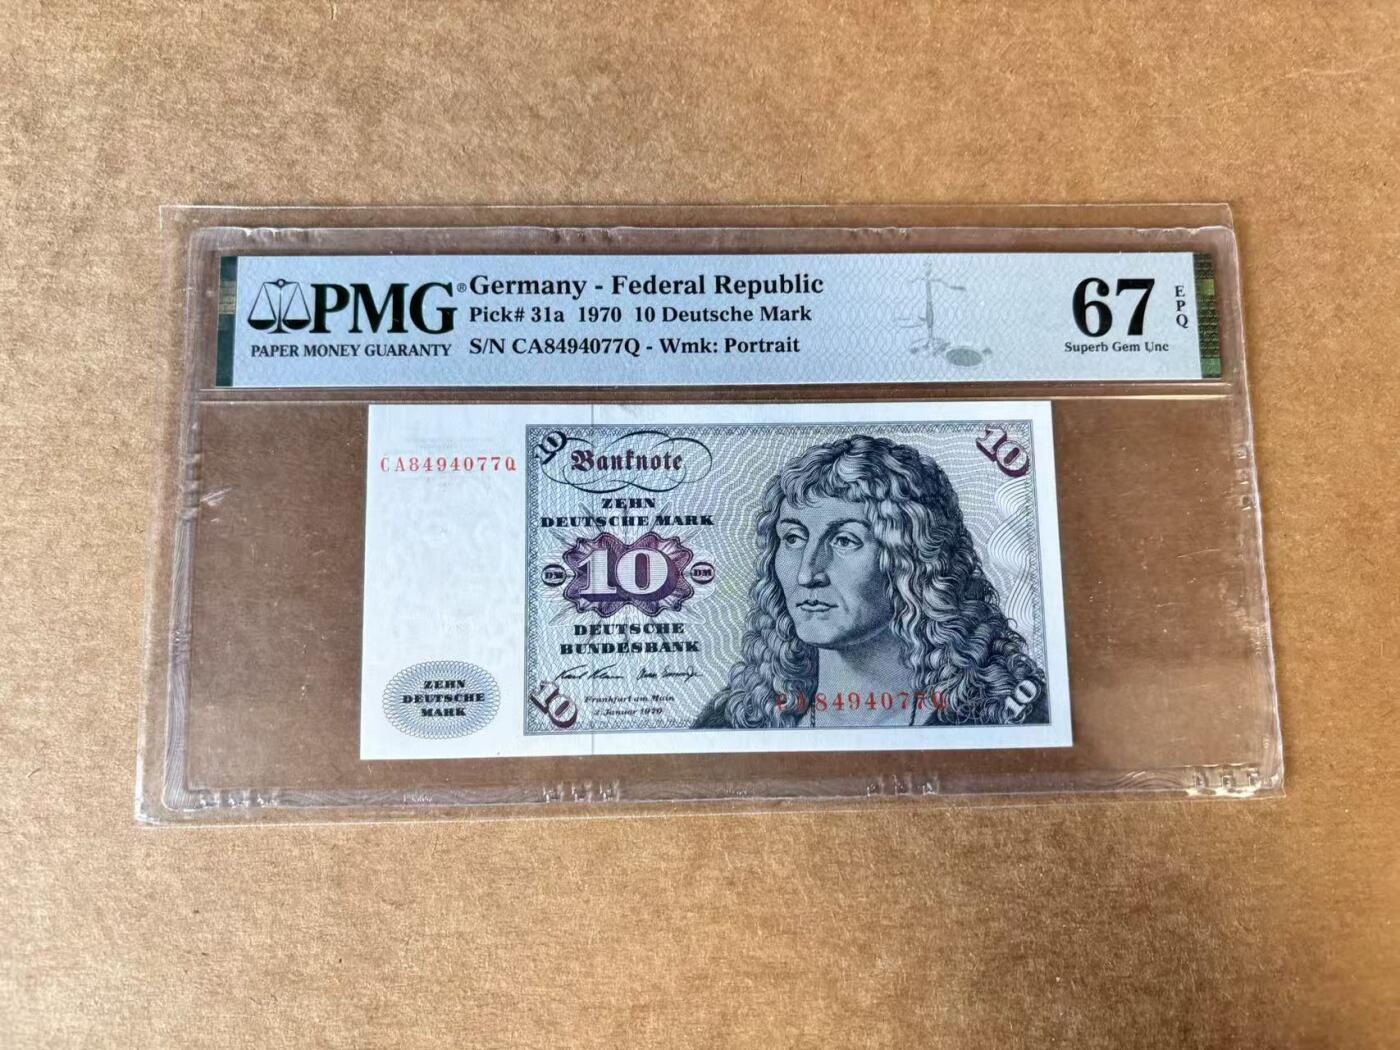 PMG®
PAPER MONEY GUARANTY
Germany - Federal Republic
Pick# 31a 1970 10 Deutsche Mark
S/N CA8494077Q - Wmk: Portrait
67
EPQ
Superb Gem Unc
CA8494077Q
10
Banknote
10
ZEHN
DEUTSCHE MARK
DM 10 DM
DEUTSCHE
BUNDESBANK
Frankfurt am Main
2. Januar 1970
10
CA8494077Q
10
ZEHN
DEUTSCHE
MARK